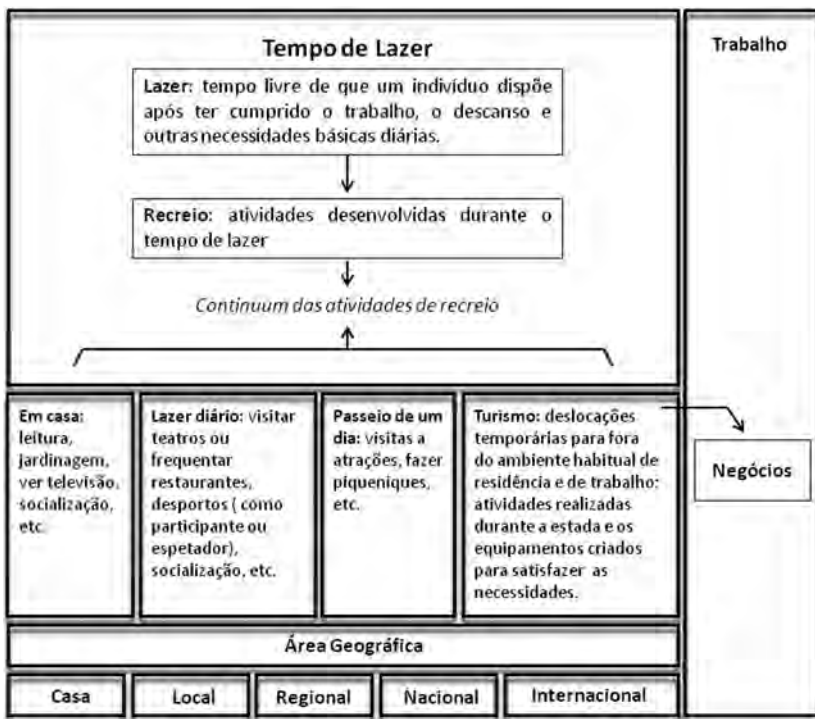 Tempo de Lazer
Lazer: tempo livre de que um indivíduo dispõe
após ter cumprido o trabalho, o descanso e
outras necessidades básicas diárias.
Recreio: atividades desenvolvidas durante o
tempo de lazer
Continuum das atividades de recreio
Em casa:
leitura,
jardinagem,
ver televisão,
socialização,
etc.
Lazer diário: visitar
teatros ou
frequentar
restaurantes,
desportos ( como
participante ou
espetador),
socialização, etc.
Passeio de um
dia: visitas a
atrações, fazer
piqueniques,
etc.
Turismo: deslocações
temporárias para fora
do ambiente habitual de
residência e de trabalho:
atividades realizadas
durante a estada e os
equipamentos criados
para satisfazer as
necessidades.
Trabalho
Negócios
Área Geográfica
Casa
Local
Regional
Nacional
Internacional